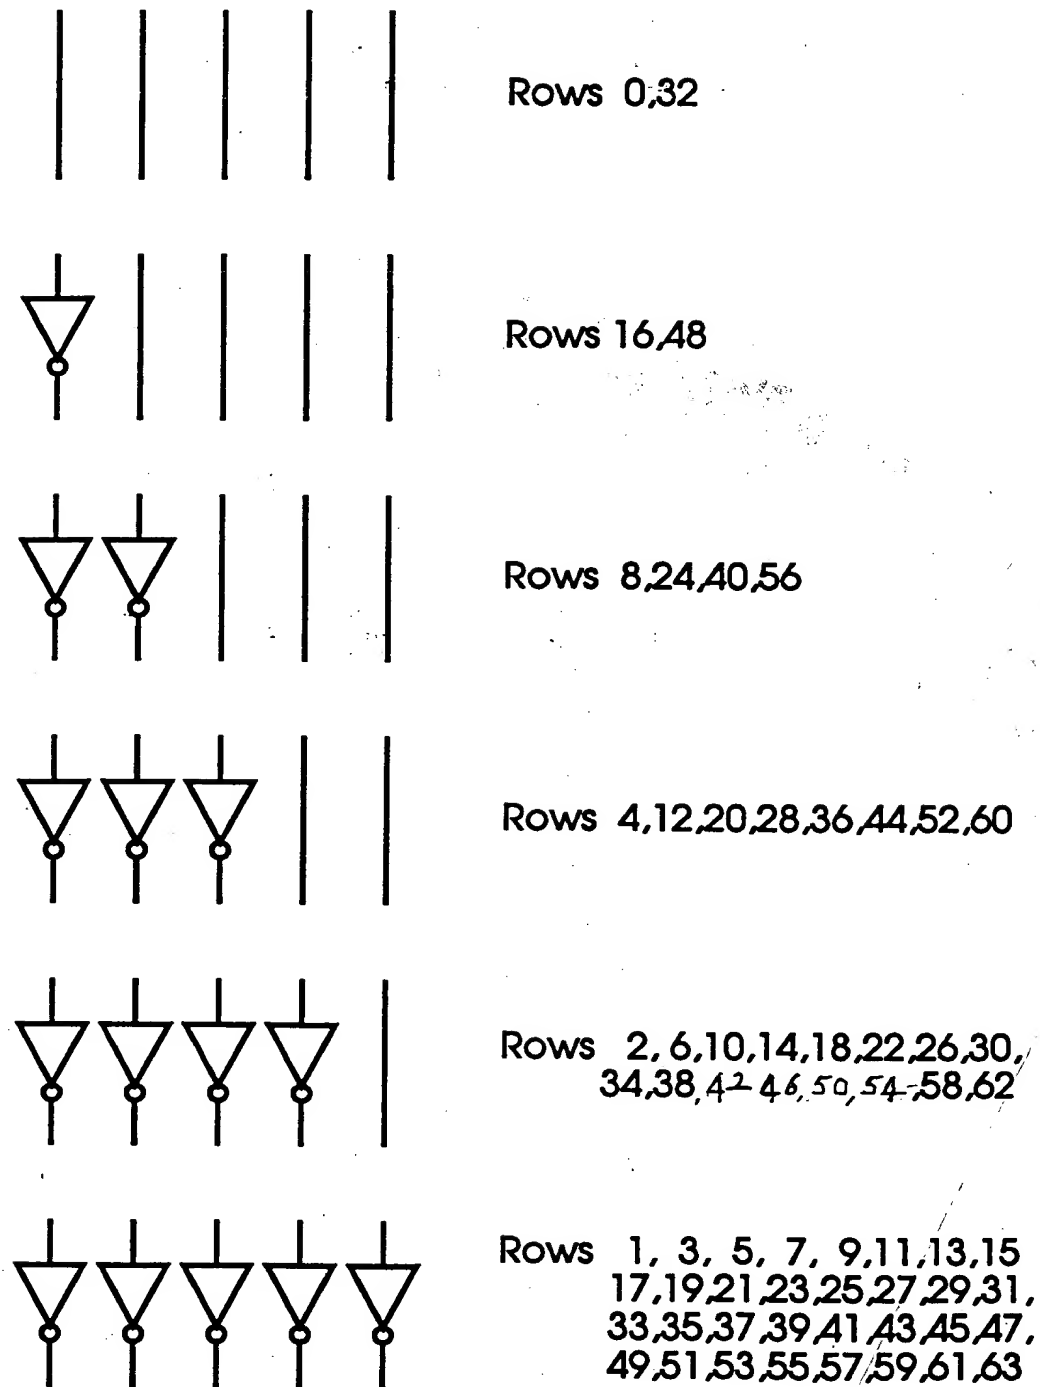 Rows 0,32
Rows 16,48
Rows 8,24,40,56
Rows 4,12,20,28,36,44,52,60
Rows 2, 6,10,14,18,22,26,30,
34,38,42 46,50,54,58,62
Rows 1, 3, 5, 7, 9,11,13,15
17,19,21,23,25,27,29,31,
33,35,37,39,41,43,45,47,
49,51,53,55,57,59,61,63